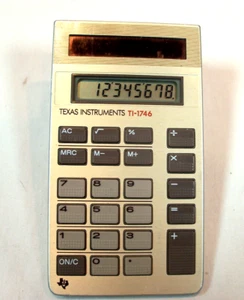 12345678
TEXAS INSTRUMENTS TI-1746
AC √ % ÷
MRC M− M+ ×
7 8 9 −
4 5 6 =
1 2 3 +
ON/C 0 •